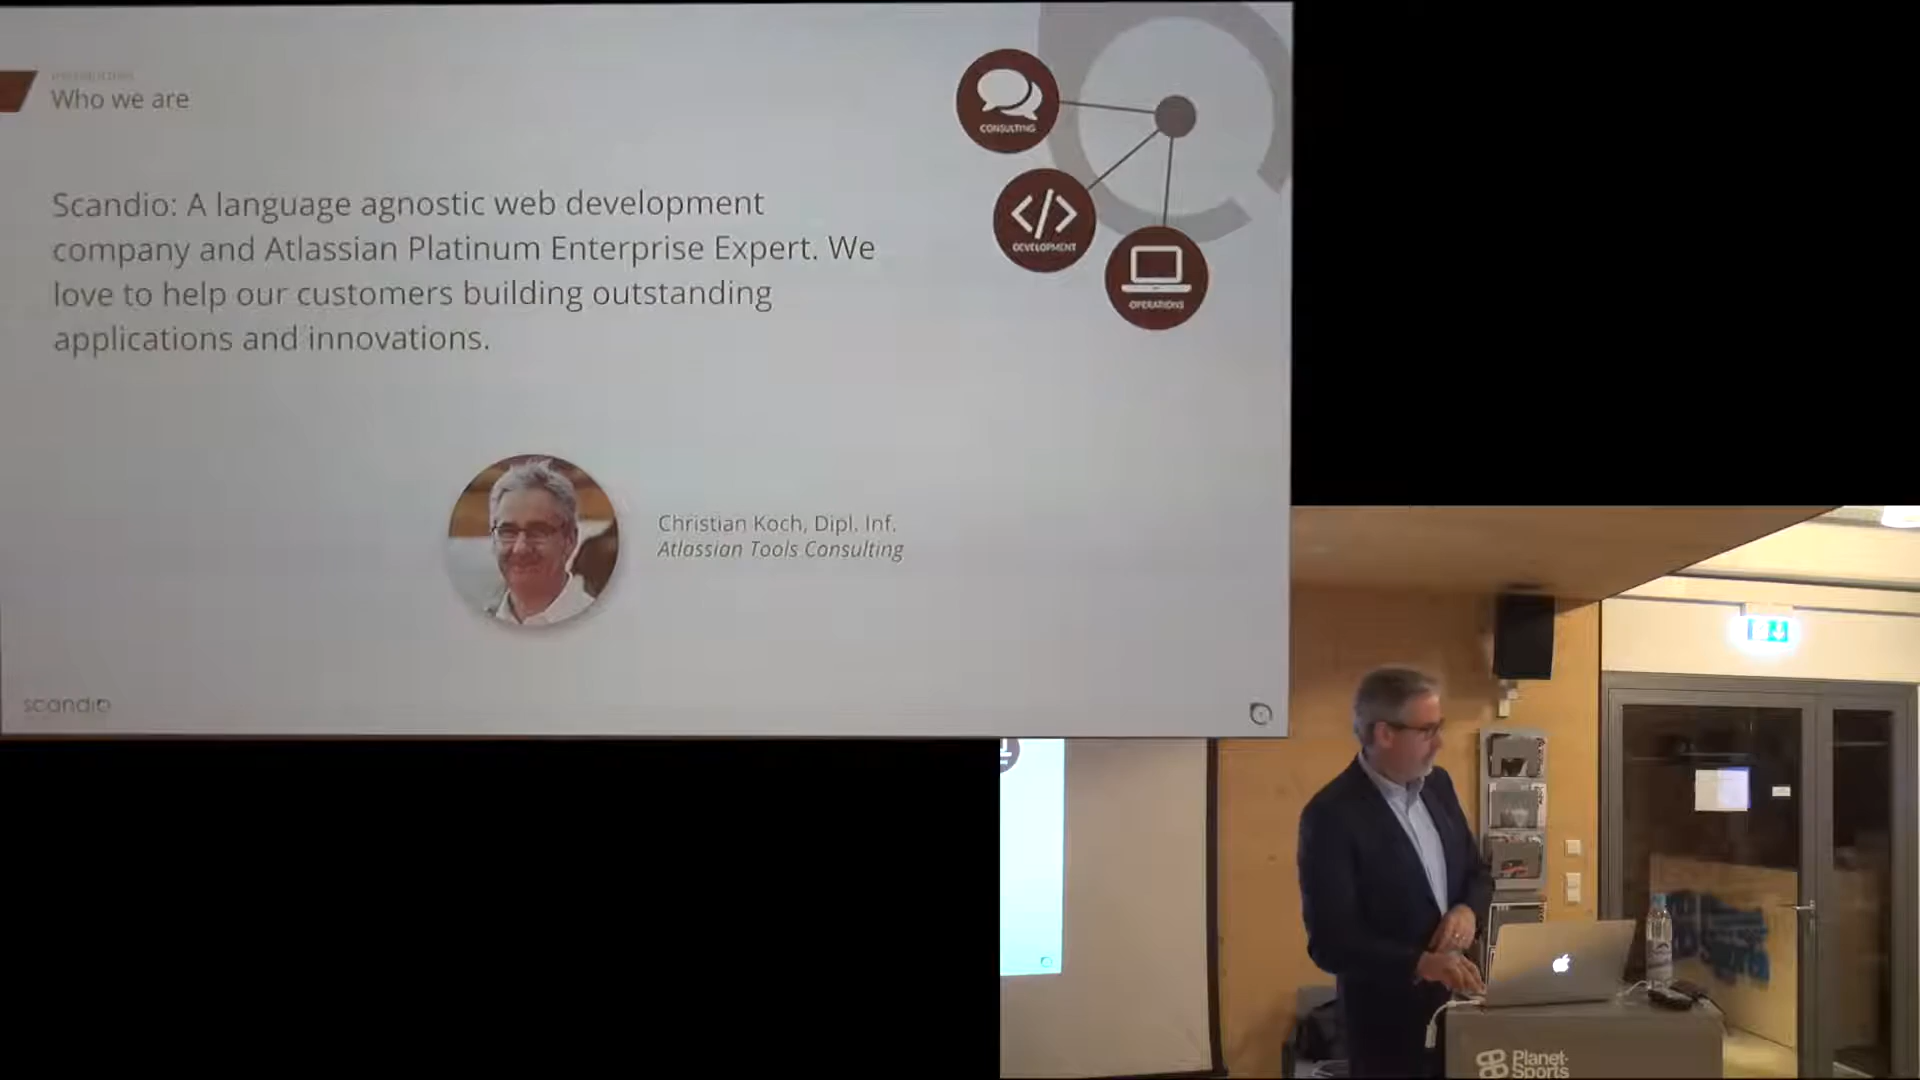 Who we are
Scandio: A language agnostic web development
company and Atlassian Platinum Enterprise Expert. We
love to help our customers building outstanding
applications and innovations.
CONSULTING
DEVELOPMENT
OPERATIONS
Christian Koch, Dipl. Inf.
Atlassian Tools Consulting
scandio
Planet-
Sports